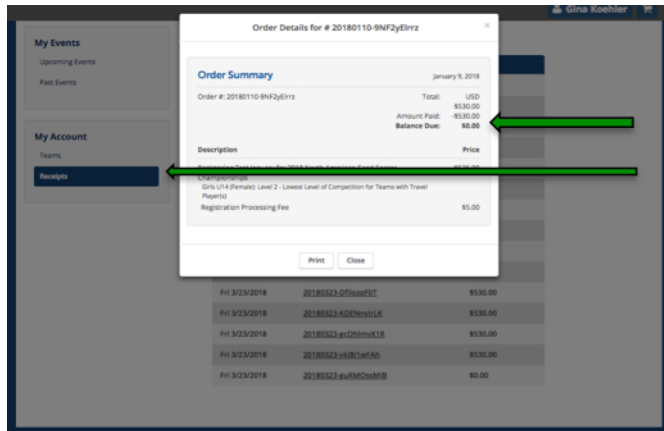 Gina Koehler
My Events
Upcoming Events
Past Events
My Account
Teams
Receipts
Order Details for # 20180110-9NF2yElrrz
×
Order Summary
January 9, 2018
Order #: 20180110-9NF2yElrrz
Total: USD
$530.00
Amount Paid: -$530.00
Balance Due: $0.00
Description Price
Championships
Girls U14 (Female): Level 2 - Lowest Level of Competition for Teams with Travel
Player(s)
Registration Processing Fee $5.00
Print Close
Fri 3/23/2018 $530.00
Fri 3/23/2018 $530.00
Fri 3/23/2018 $530.00
Fri 3/23/2018 $530.00
Fri 3/23/2018 $0.00